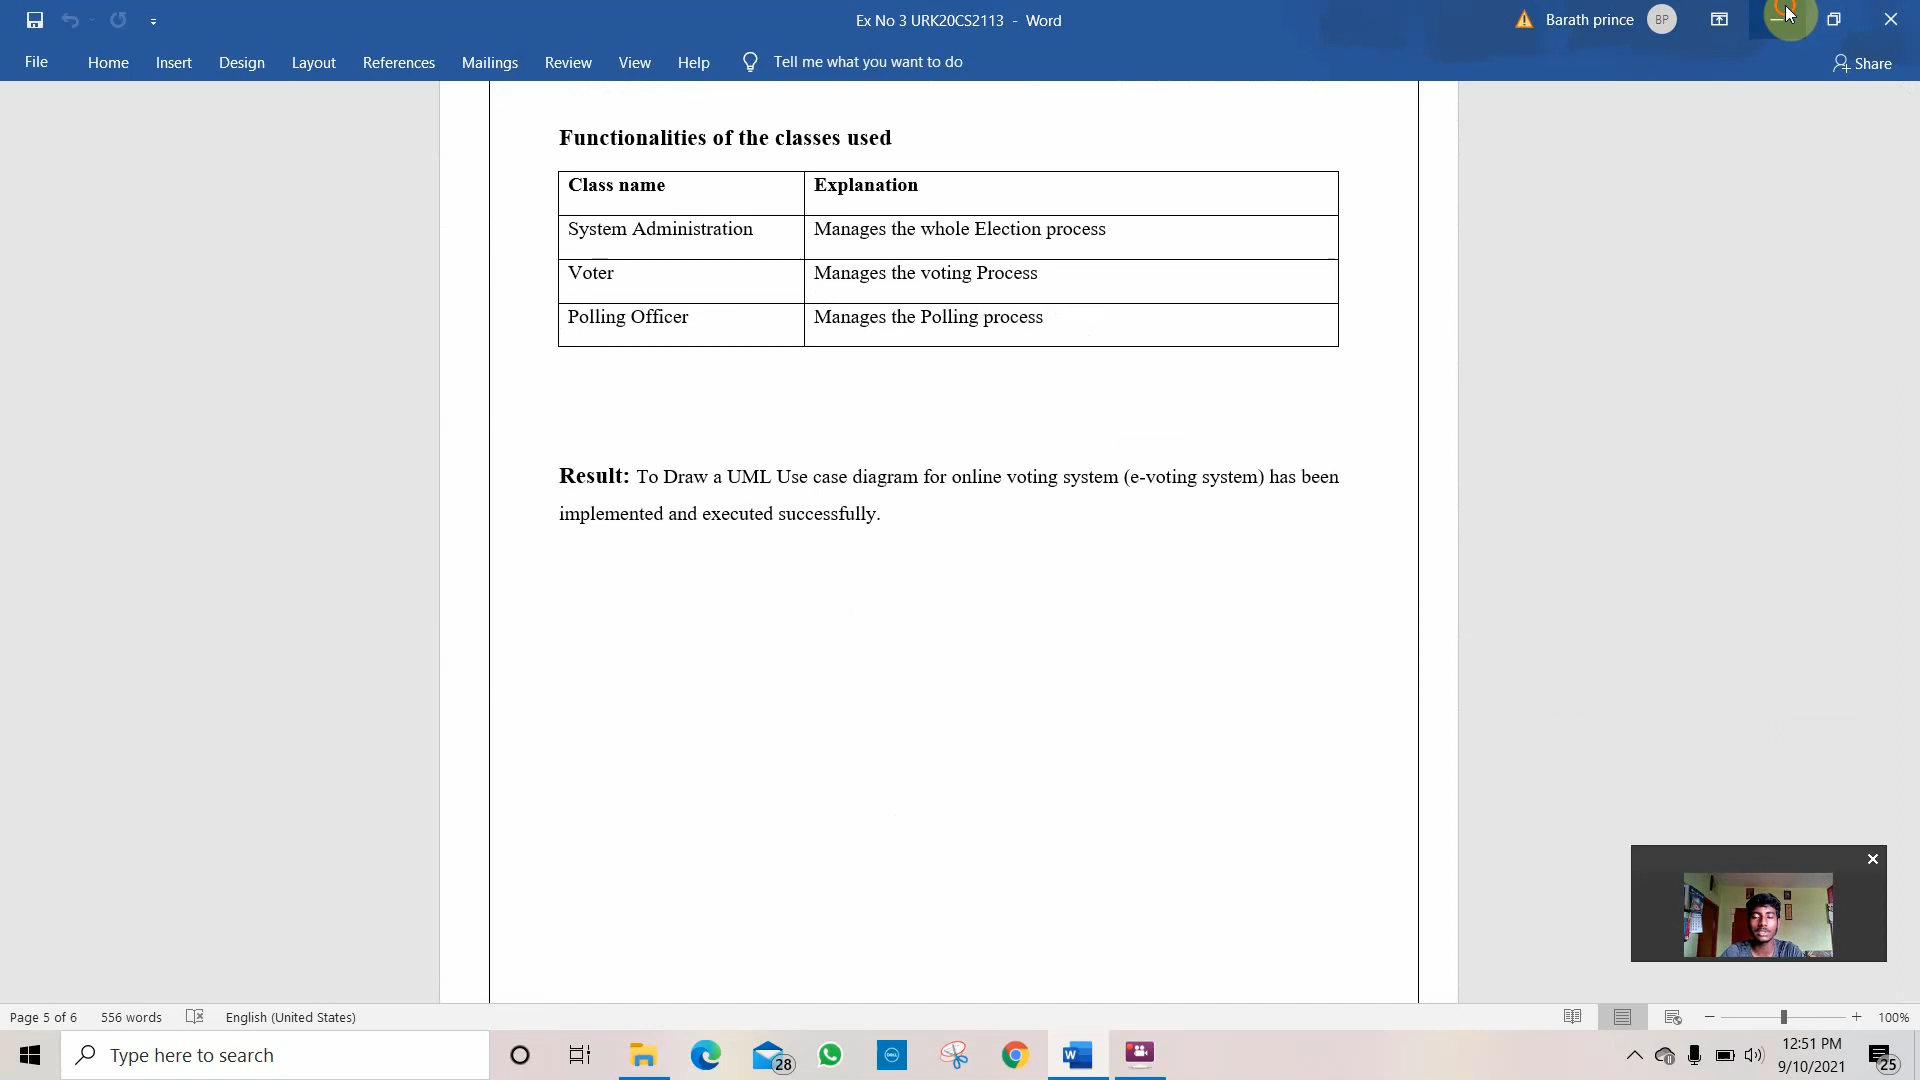 Ex No 3 URK20CS2113 - Word
Barath prince
BP
File
Home
Insert
Design
Layout
References
Mailings
Review
View
Help
Tell me what you want to do
Share
Functionalities of the classes used
Class name
Explanation
System Administration
Manages the whole Election process
Voter
Manages the voting Process
Polling Officer
Manages the Polling process
Result: To Draw a UML Use case diagram for online voting system (e-voting system) has been
implemented and executed successfully.
Page 5 of 6
556 words
English (United States)
100%
Type here to search
28
DELL
W
12:51 PM
9/10/2021
25